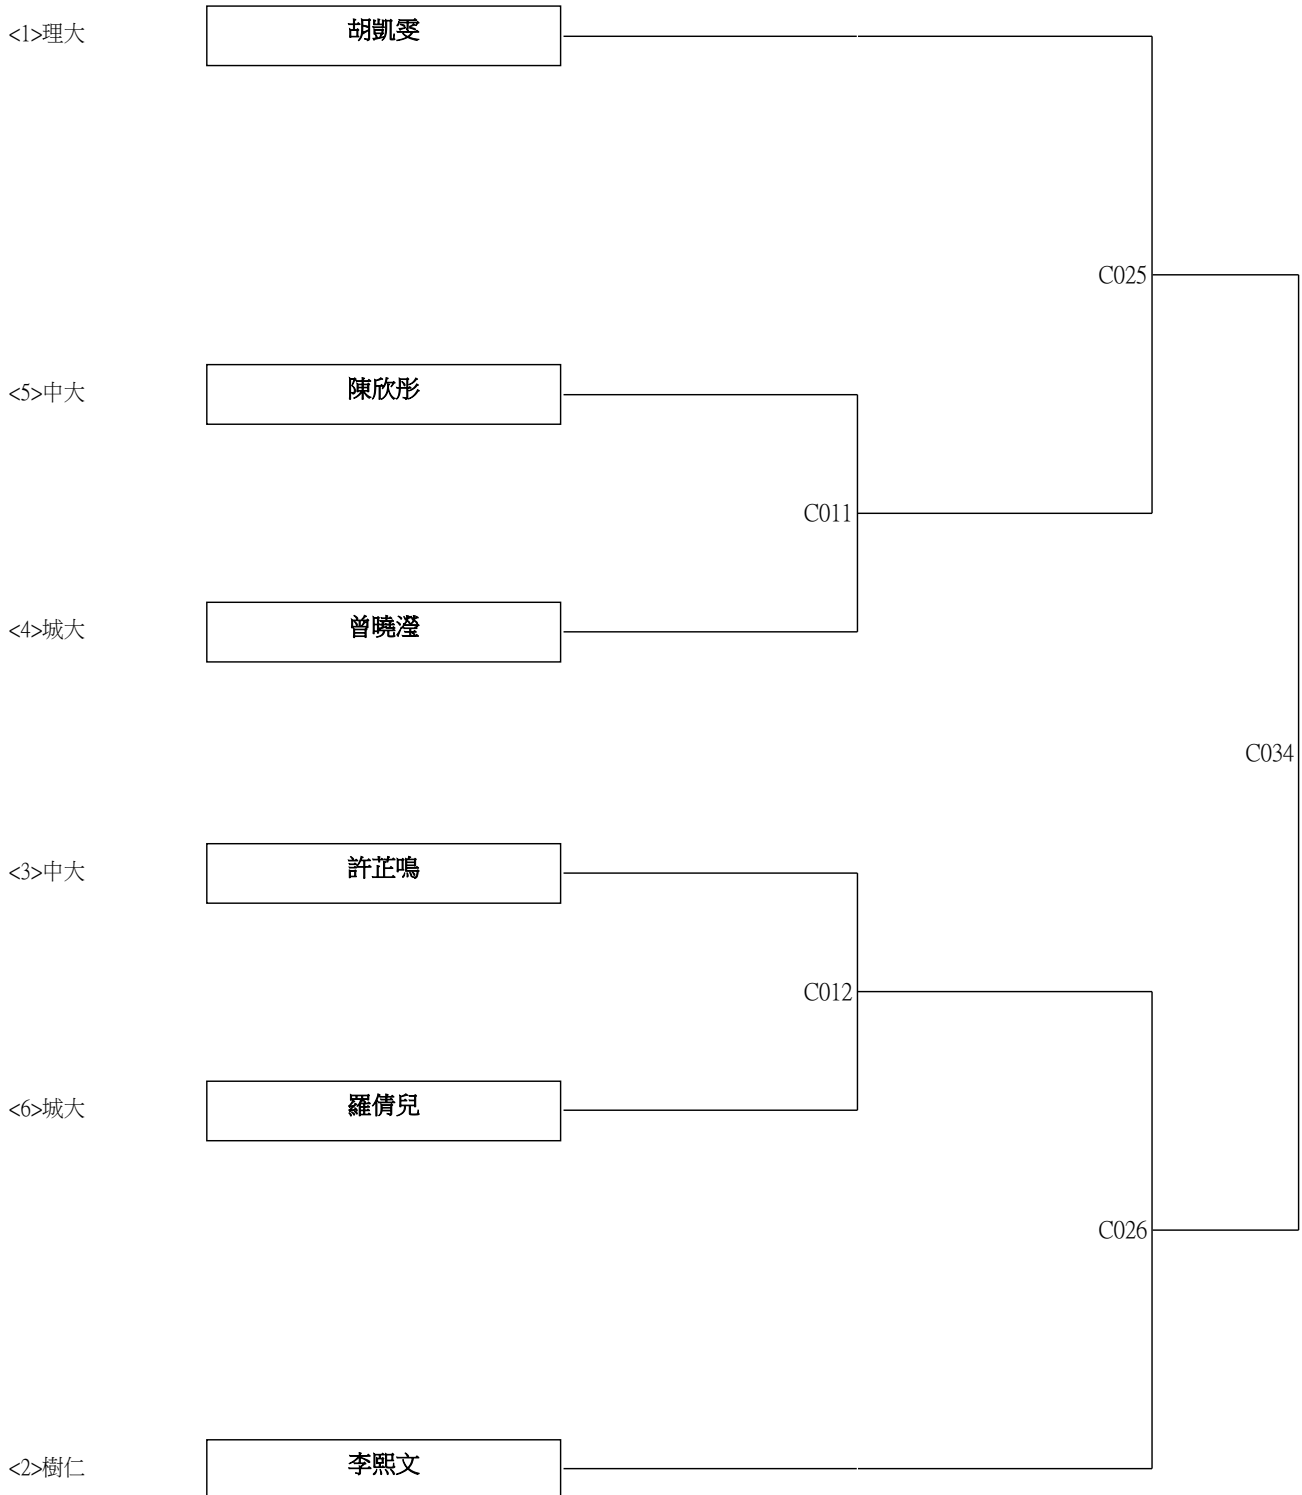 <1>理大 胡凱雯
C025
<5>中大 陳欣彤
C011
<4>城大 曾曉瀅
C034
<3>中大 許芷鳴
C012
<6>城大 羅倩兒
C026
<2>樹仁 李熙文